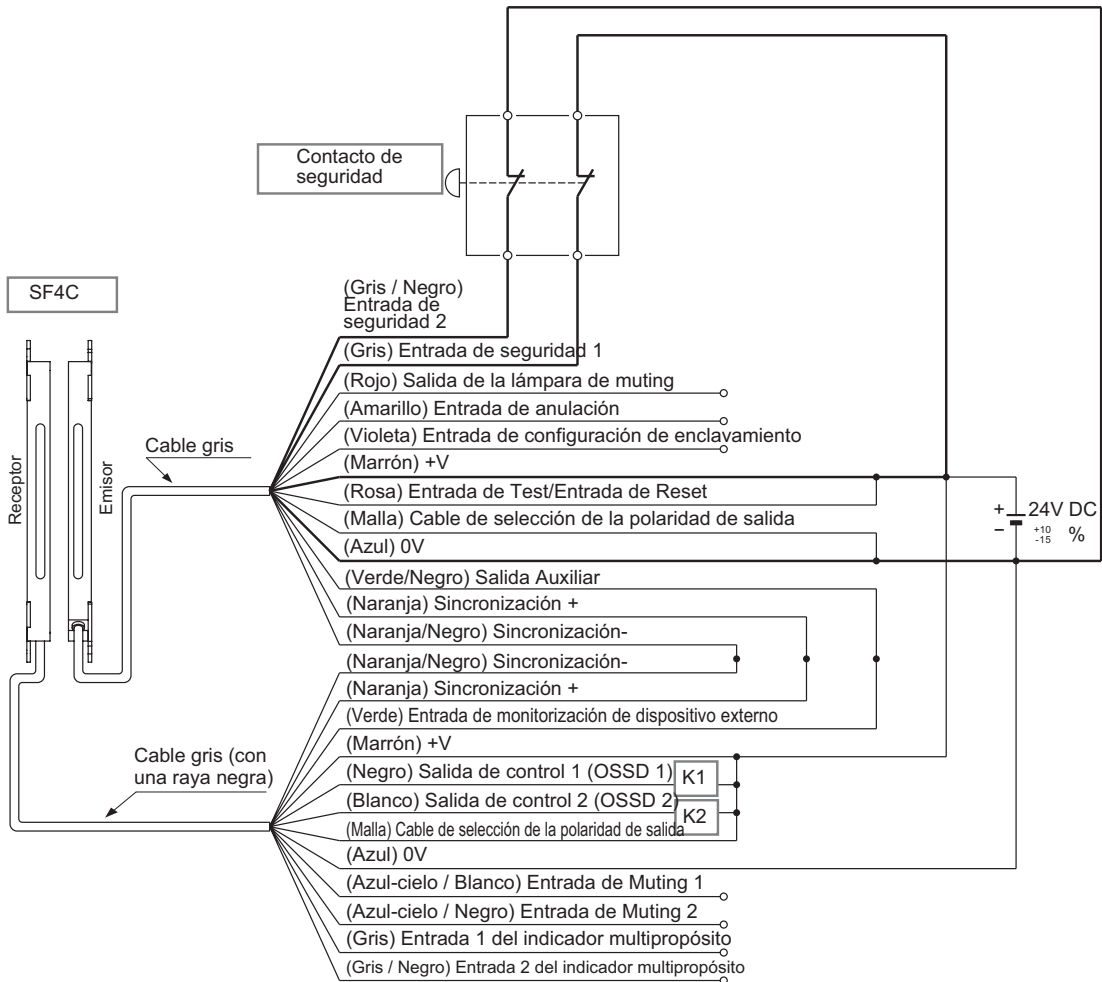 Contacto de
seguridad
SF4C
(Gris / Negro)
Entrada de
seguridad 2
(Gris) Entrada de seguridad 1
(Rojo) Salida de la lámpara de muting
(Amarillo) Entrada de anulación
(Violeta) Entrada de configuración de enclavamiento
Cable gris
(Marrón) +V
Receptor
Emisor
(Rosa) Entrada de Test/Entrada de Reset
(Malla) Cable de selección de la polaridad de salida
+ 24V DC
− +10 -15 %
(Azul) 0V
(Verde/Negro) Salida Auxiliar
(Naranja) Sincronización +
(Naranja/Negro) Sincronización-
(Naranja/Negro) Sincronización-
(Naranja) Sincronización +
(Verde) Entrada de monitorización de dispositivo externo
(Marrón) +V
Cable gris (con
una raya negra)
(Negro) Salida de control 1 (OSSD 1)
K1
(Blanco) Salida de control 2 (OSSD 2)
K2
(Malla) Cable de selección de la polaridad de salida
(Azul) 0V
(Azul-cielo / Blanco) Entrada de Muting 1
(Azul-cielo / Negro) Entrada de Muting 2
(Gris) Entrada 1 del indicador multipropósito
(Gris / Negro) Entrada 2 del indicador multipropósito